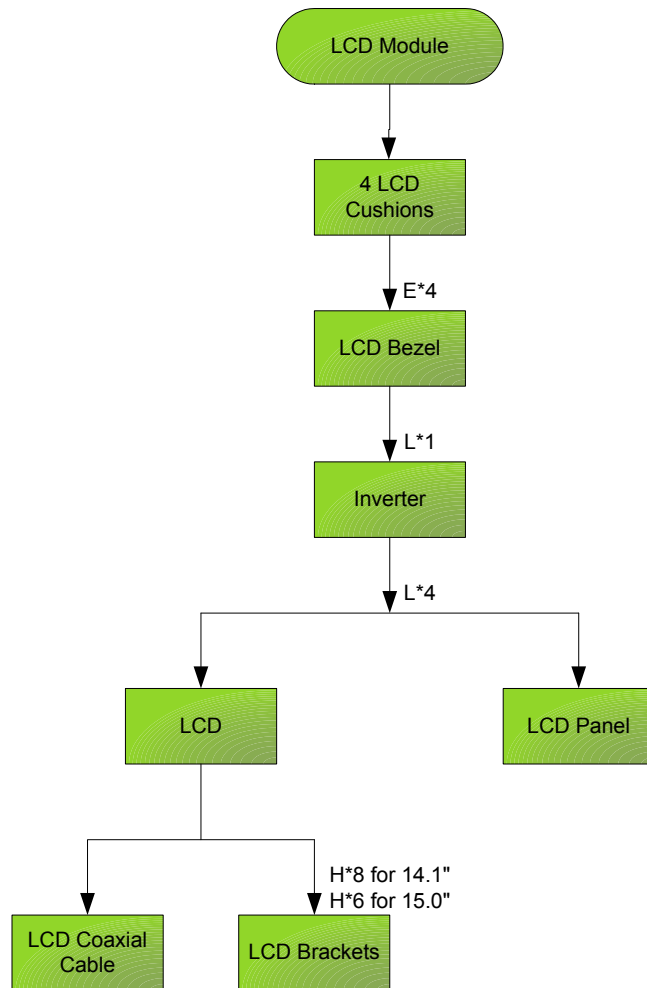 LCD Module
4 LCD
Cushions
E*4
LCD Bezel
L*1
Inverter
L*4
LCD
LCD Panel
H*8 for 14.1"
H*6 for 15.0"
LCD Coaxial
Cable
LCD Brackets